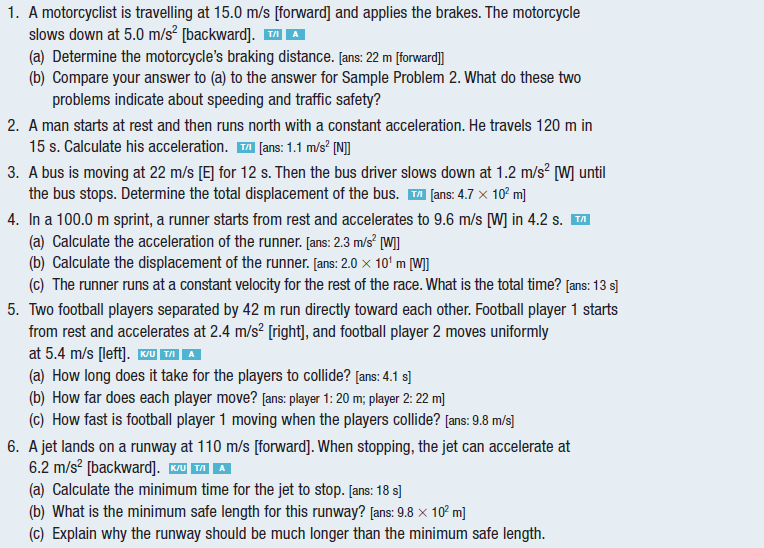 1. A motorcyclist is travelling at 15.0 m/s [forward] and applies the brakes. The motorcycle
slows down at 5.0 m/s² [backward]. T/I A
(a) Determine the motorcycle's braking distance. [ans: 22 m [forward]]
(b) Compare your answer to (a) to the answer for Sample Problem 2. What do these two
problems indicate about speeding and traffic safety?
2. A man starts at rest and then runs north with a constant acceleration. He travels 120 m in
15 s. Calculate his acceleration. T/I [ans: 1.1 m/s² [N]]
3. A bus is moving at 22 m/s [E] for 12 s. Then the bus driver slows down at 1.2 m/s² [W] until
the bus stops. Determine the total displacement of the bus. T/I [ans: 4.7 × 10² m]
4. In a 100.0 m sprint, a runner starts from rest and accelerates to 9.6 m/s [W] in 4.2 s. T/I
(a) Calculate the acceleration of the runner. [ans: 2.3 m/s² [W]]
(b) Calculate the displacement of the runner. [ans: 2.0 × 10¹ m [W]]
(c) The runner runs at a constant velocity for the rest of the race. What is the total time? [ans: 13 s]
5. Two football players separated by 42 m run directly toward each other. Football player 1 starts
from rest and accelerates at 2.4 m/s² [right], and football player 2 moves uniformly
at 5.4 m/s [left]. K/U T/I A
(a) How long does it take for the players to collide? [ans: 4.1 s]
(b) How far does each player move? [ans: player 1: 20 m; player 2: 22 m]
(c) How fast is football player 1 moving when the players collide? [ans: 9.8 m/s]
6. A jet lands on a runway at 110 m/s [forward]. When stopping, the jet can accelerate at
6.2 m/s² [backward]. K/U T/I A
(a) Calculate the minimum time for the jet to stop. [ans: 18 s]
(b) What is the minimum safe length for this runway? [ans: 9.8 × 10² m]
(c) Explain why the runway should be much longer than the minimum safe length.